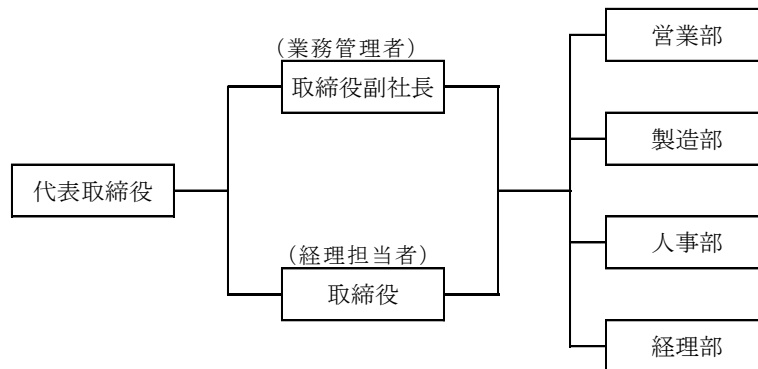 代表取締役
(業務管理者)
取締役副社長
(経理担当者)
取締役
営業部
製造部
人事部
経理部